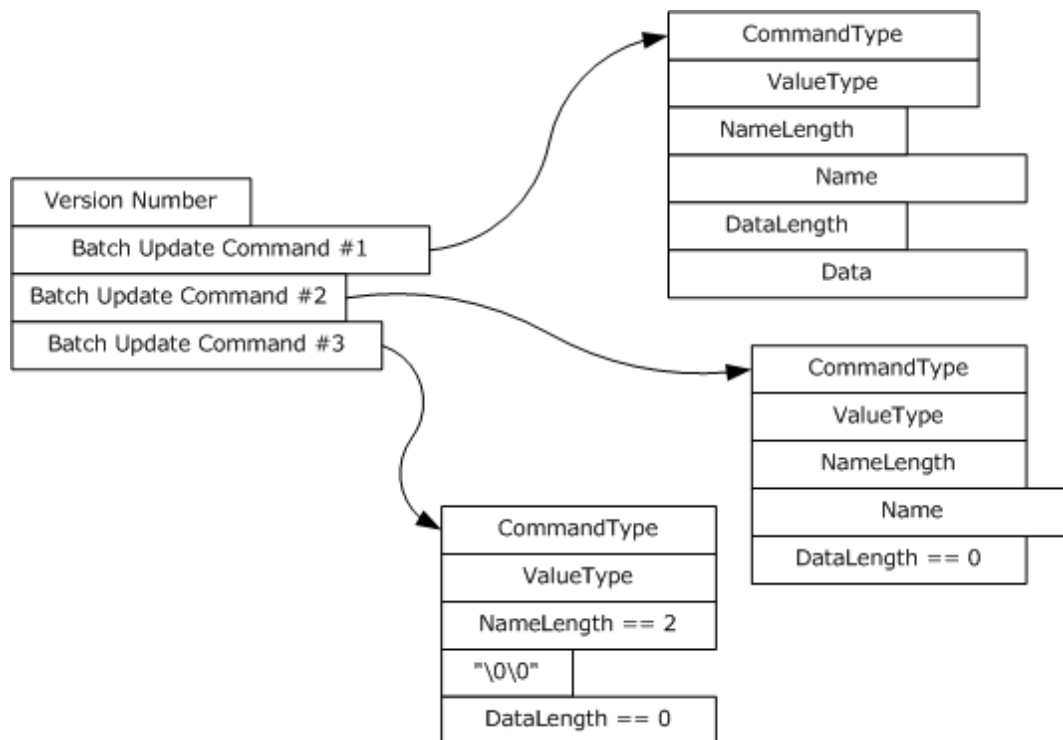 CommandType
ValueType
NameLength
Name
DataLength
Data
Version Number
Batch Update Command #1
Batch Update Command #2
Batch Update Command #3
CommandType
ValueType
NameLength
Name
DataLength == 0
CommandType
ValueType
NameLength == 2
"\0\0"
DataLength == 0